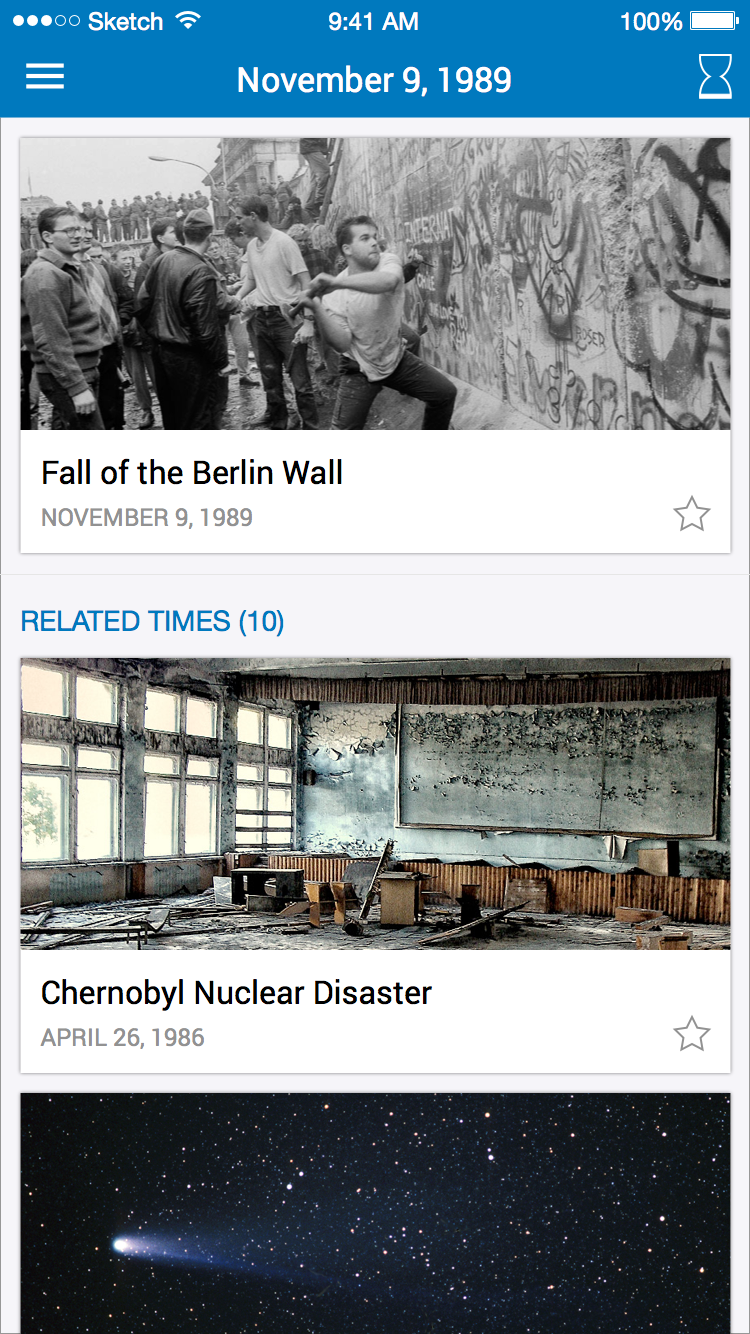 Sketch 9:41 AM 100%
November 9, 1989
Fall of the Berlin Wall
NOVEMBER 9, 1989
RELATED TIMES (10)
Chernobyl Nuclear Disaster
APRIL 26, 1986